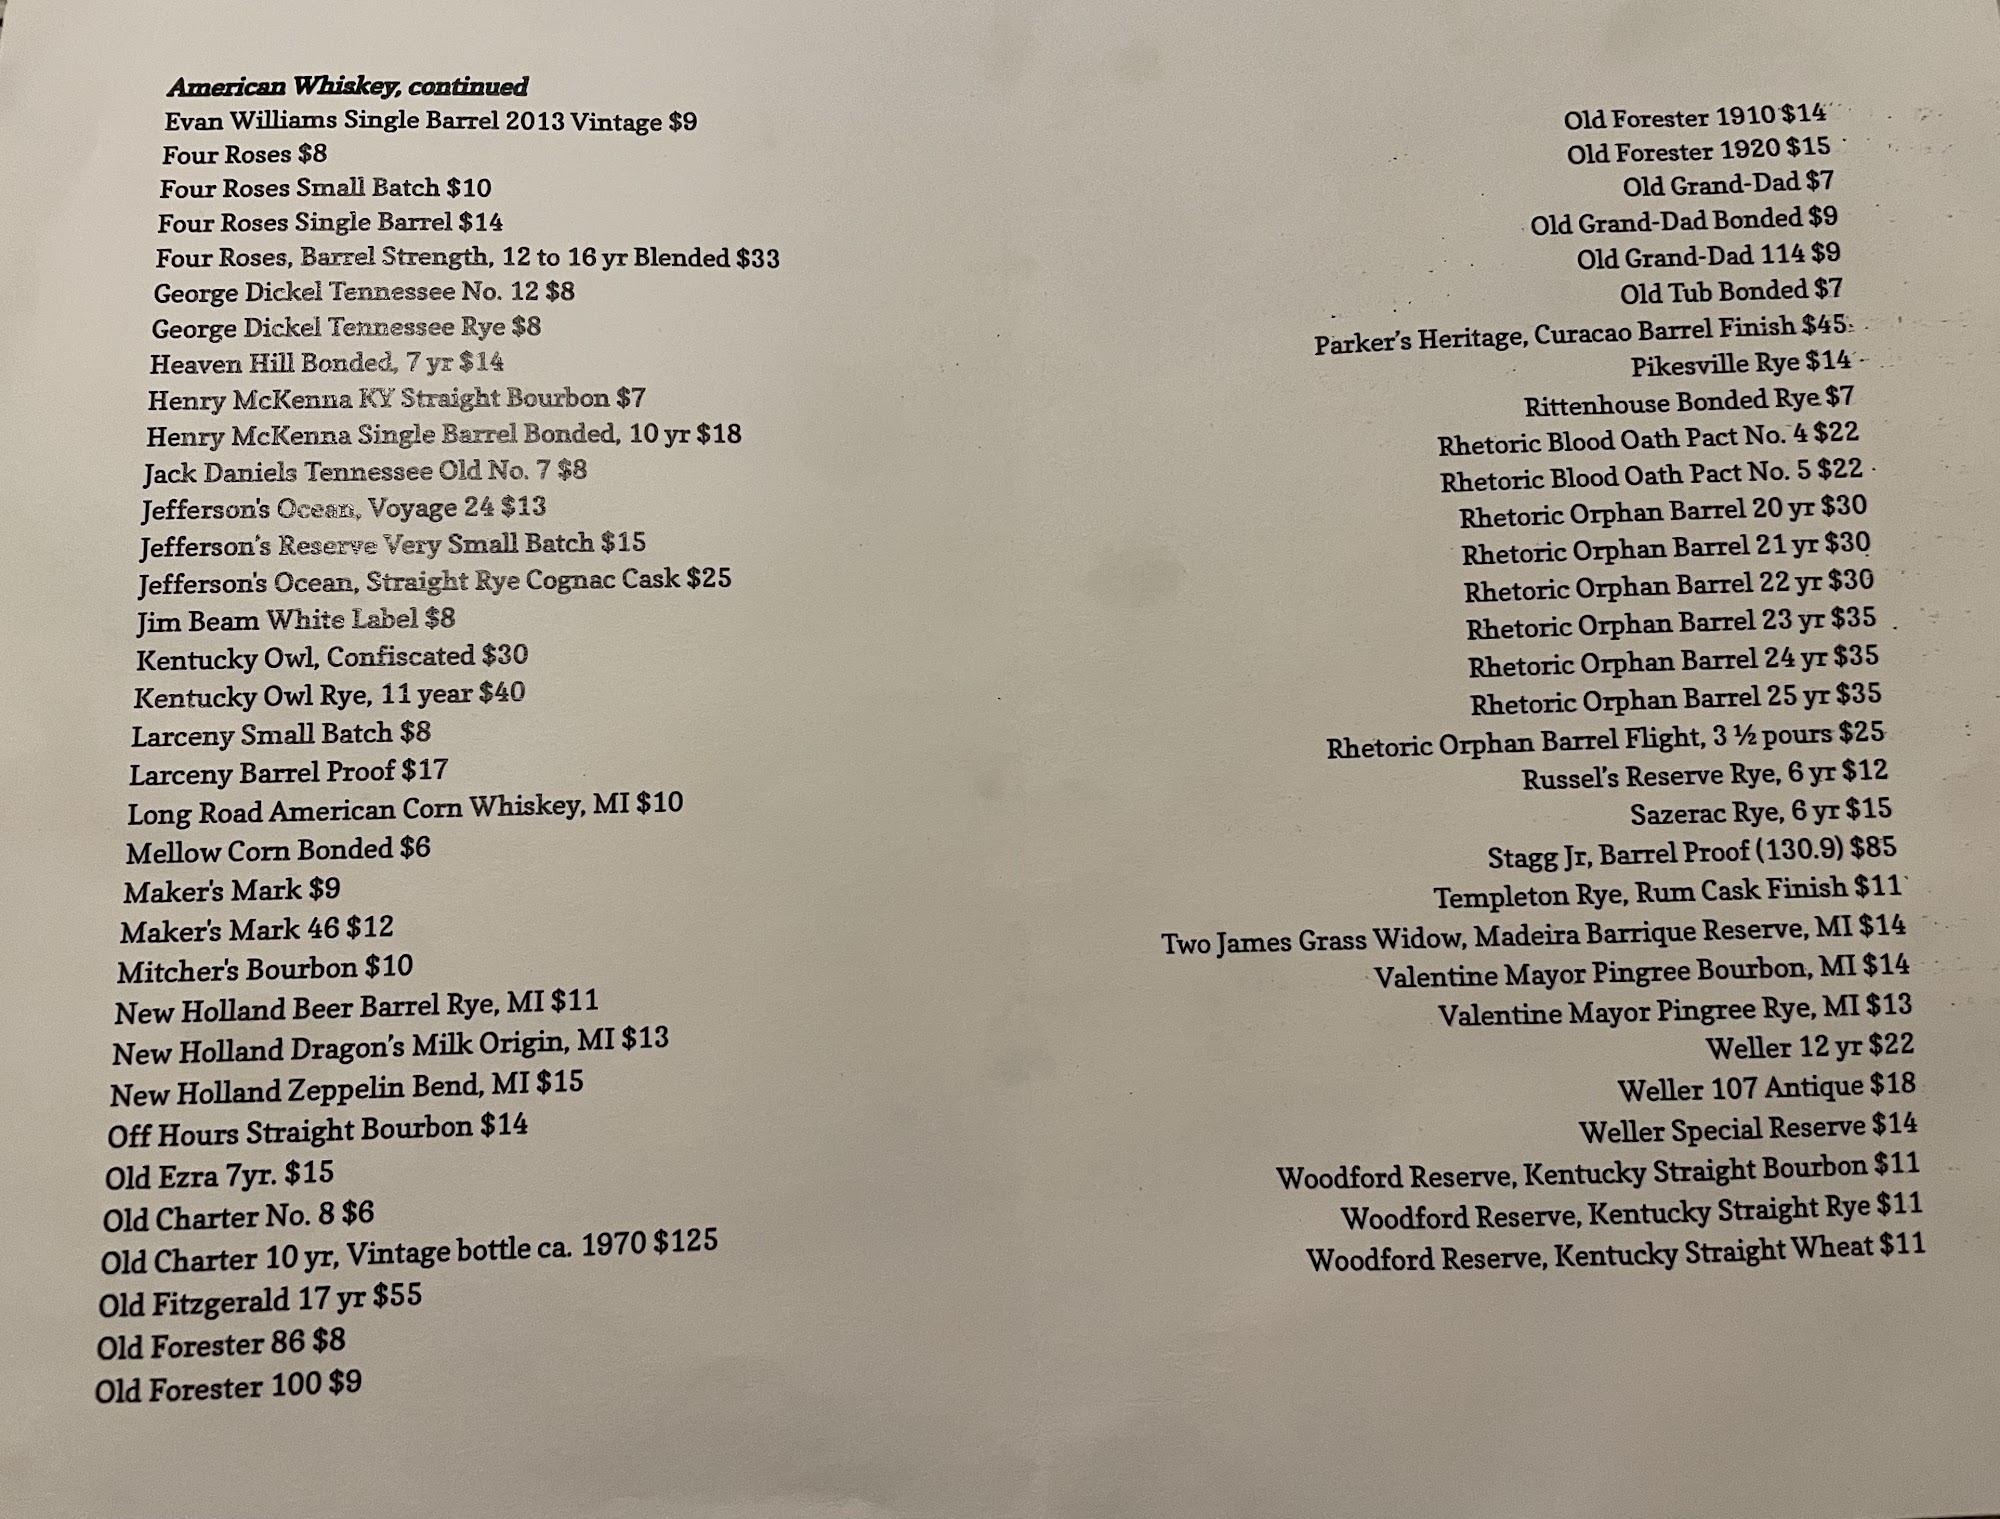 American Whiskey, continued
Evan Williams Single Barrel 2013 Vintage $9
Four Roses $8
Four Roses Small Batch $10
Four Roses Single Barrel $14
Four Roses, Barrel Strength, 12 to 16 yr Blended $33
George Dickel Tennessee No. 12 $8
George Dickel Tennessee Rye $8
Heaven Hill Bonded, 7 yr $14
Henry McKenna KY Straight Bourbon $7
Henry McKenna Single Barrel Bonded, 10 yr $18
Jack Daniels Tennessee Old No. 7 $8
Jefferson's Ocean, Voyage 24 $13
Jefferson's Reserve Very Small Batch $15
Jefferson's Ocean, Straight Rye Cognac Cask $25
Jim Beam White Label $8
Kentucky Owl, Confiscated $30
Kentucky Owl Rye, 11 year $40
Larceny Small Batch $8
Larceny Barrel Proof $17
Long Road American Corn Whiskey, MI $10
Mellow Corn Bonded $6
Maker's Mark $9
Maker's Mark 46 $12
Mitcher's Bourbon $10
New Holland Beer Barrel Rye, MI $11
New Holland Dragon's Milk Origin, MI $13
New Holland Zeppelin Bend, MI $15
Off Hours Straight Bourbon $14
Old Ezra 7yr. $15
Old Charter No. 8 $6
Old Charter 10 yr, Vintage bottle ca. 1970 $125
Old Fitzgerald 17 yr $55
Old Forester 86 $8
Old Forester 100 $9
Old Forester 1910 $14
Old Forester 1920 $15
Old Grand-Dad $7
Old Grand-Dad Bonded $9
Old Grand-Dad 114 $9
Old Tub Bonded $7
Parker's Heritage, Curacao Barrel Finish $45
Pikesville Rye $14
Rittenhouse Bonded Rye $7
Rhetoric Blood Oath Pact No. 4 $22
Rhetoric Blood Oath Pact No. 5 $22
Rhetoric Orphan Barrel 20 yr $30
Rhetoric Orphan Barrel 21 yr $30
Rhetoric Orphan Barrel 22 yr $30
Rhetoric Orphan Barrel 23 yr $35
Rhetoric Orphan Barrel 24 yr $35
Rhetoric Orphan Barrel 25 yr $35
Rhetoric Orphan Barrel Flight, 3 ½ pours $25
Russel's Reserve Rye, 6 yr $12
Sazerac Rye, 6 yr $15
Stagg Jr, Barrel Proof (130.9) $85
Templeton Rye, Rum Cask Finish $11
Two James Grass Widow, Madeira Barrique Reserve, MI $14
Valentine Mayor Pingree Bourbon, MI $14
Valentine Mayor Pingree Rye, MI $13
Weller 12 yr $22
Weller 107 Antique $18
Weller Special Reserve $14
Woodford Reserve, Kentucky Straight Bourbon $11
Woodford Reserve, Kentucky Straight Rye $11
Woodford Reserve, Kentucky Straight Wheat $11